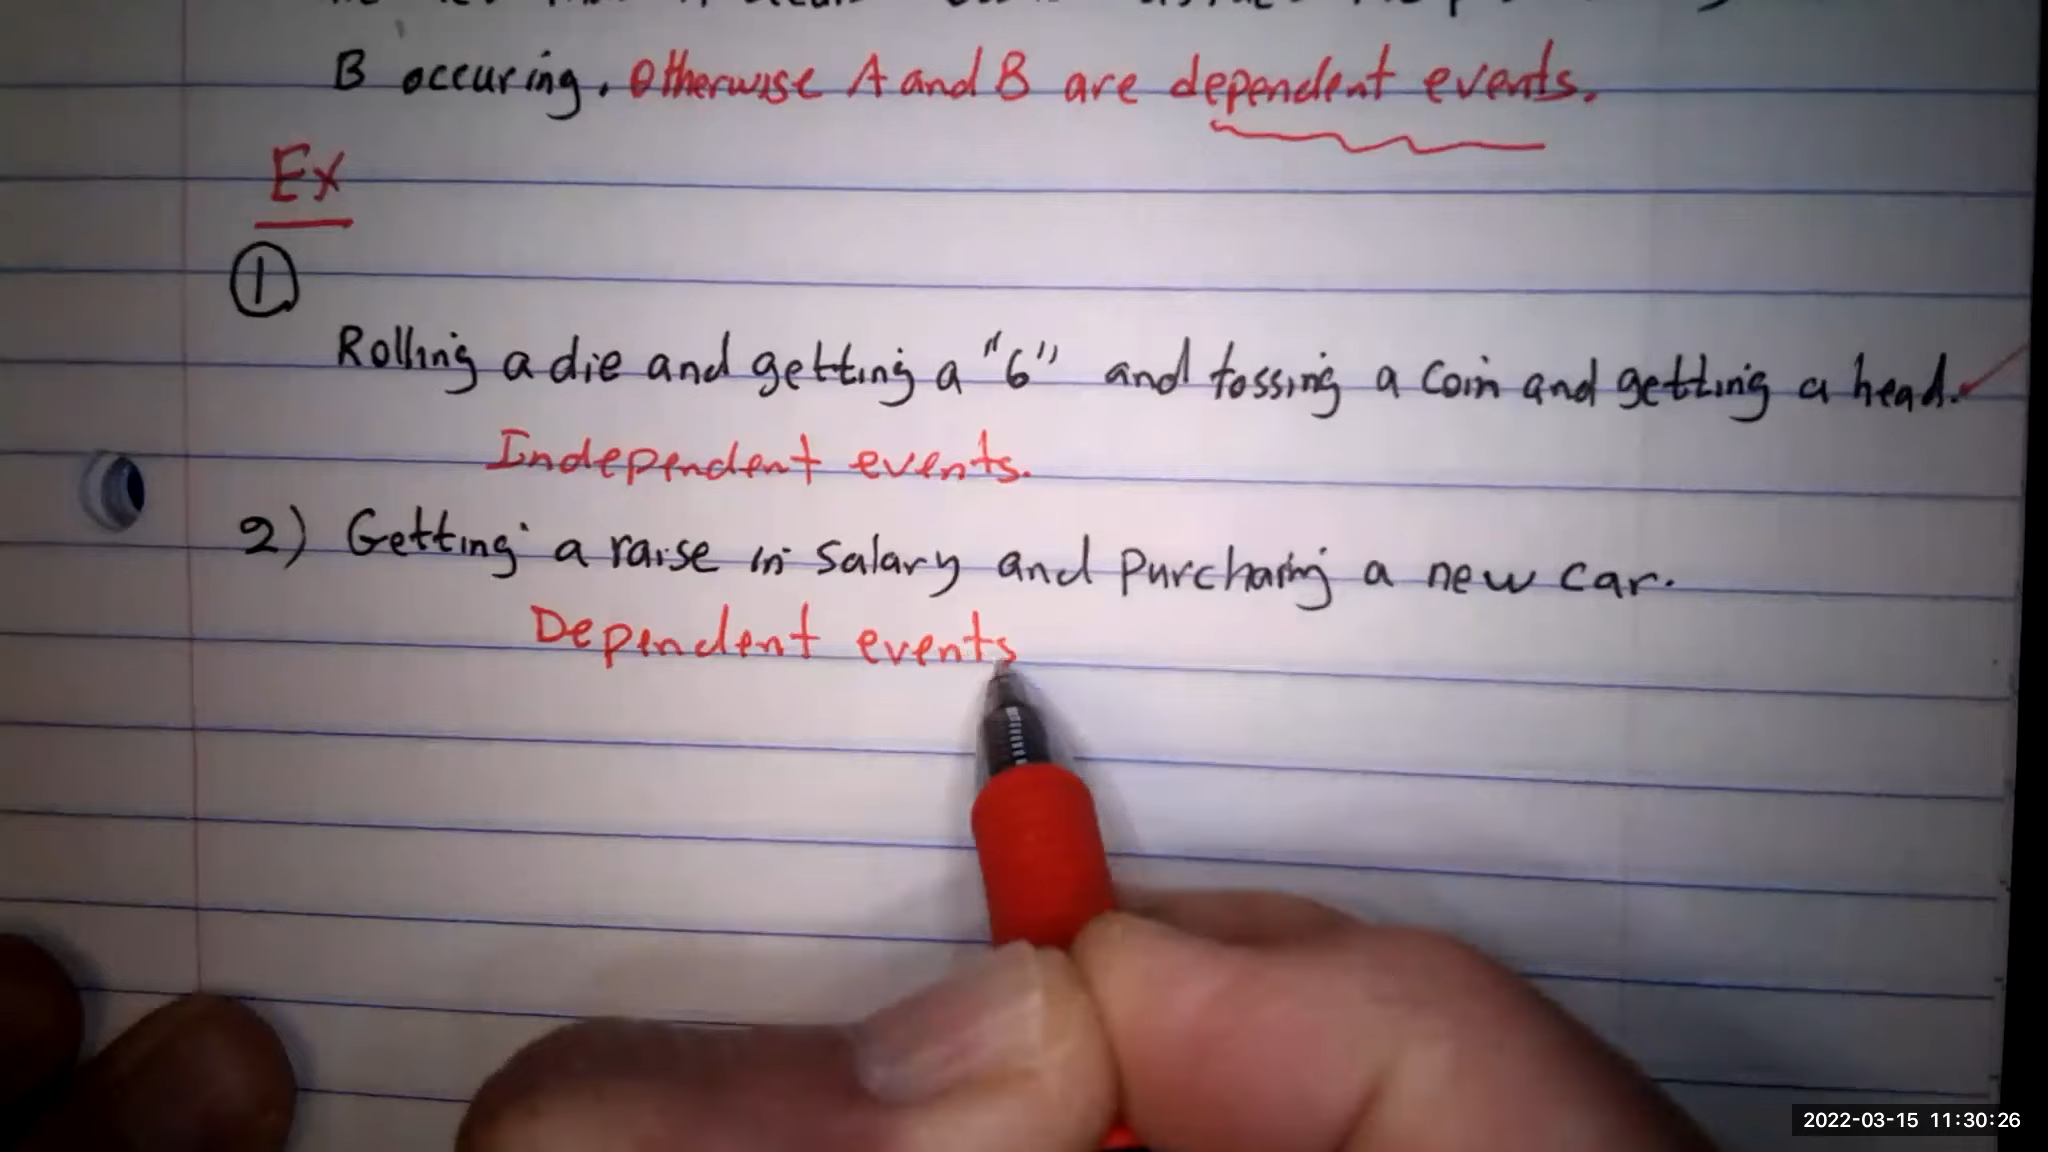 B occuring. Otherwise A and B are dependent events.
Ex
1
Rolling a die and getting a "6" and tossing a coin and getting a head.
Independent events.
2) Getting a raise in salary and purchasing a new car.
Dependent events
2022-03-15 11:30:26